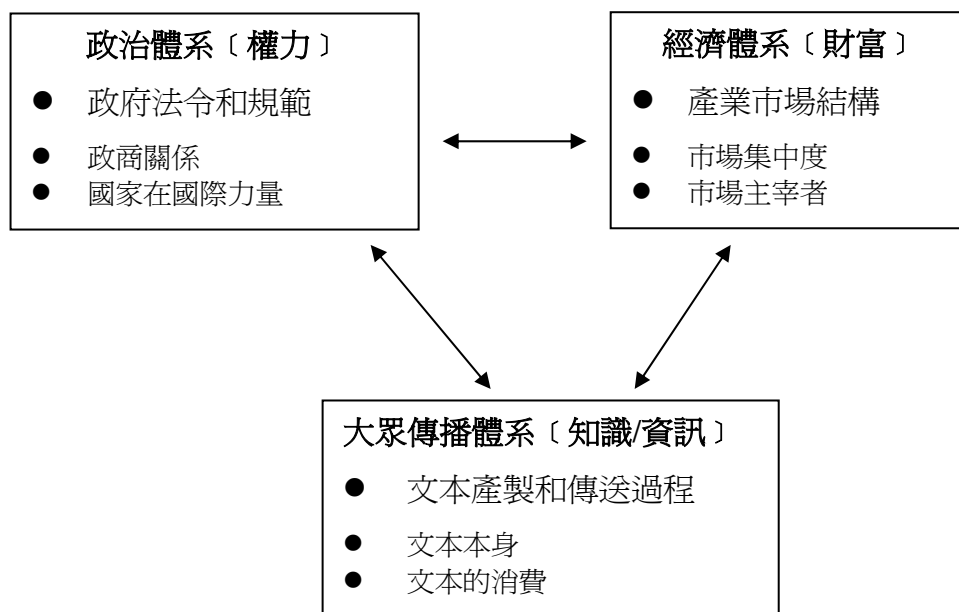 政治體系﹝權力﹞
● 政府法令和規範
● 政商關係
● 國家在國際力量
經濟體系﹝財富﹞
● 產業市場結構
● 市場集中度
● 市場主宰者
大眾傳播體系﹝知識/資訊﹞
● 文本產製和傳送過程
● 文本本身
● 文本的消費